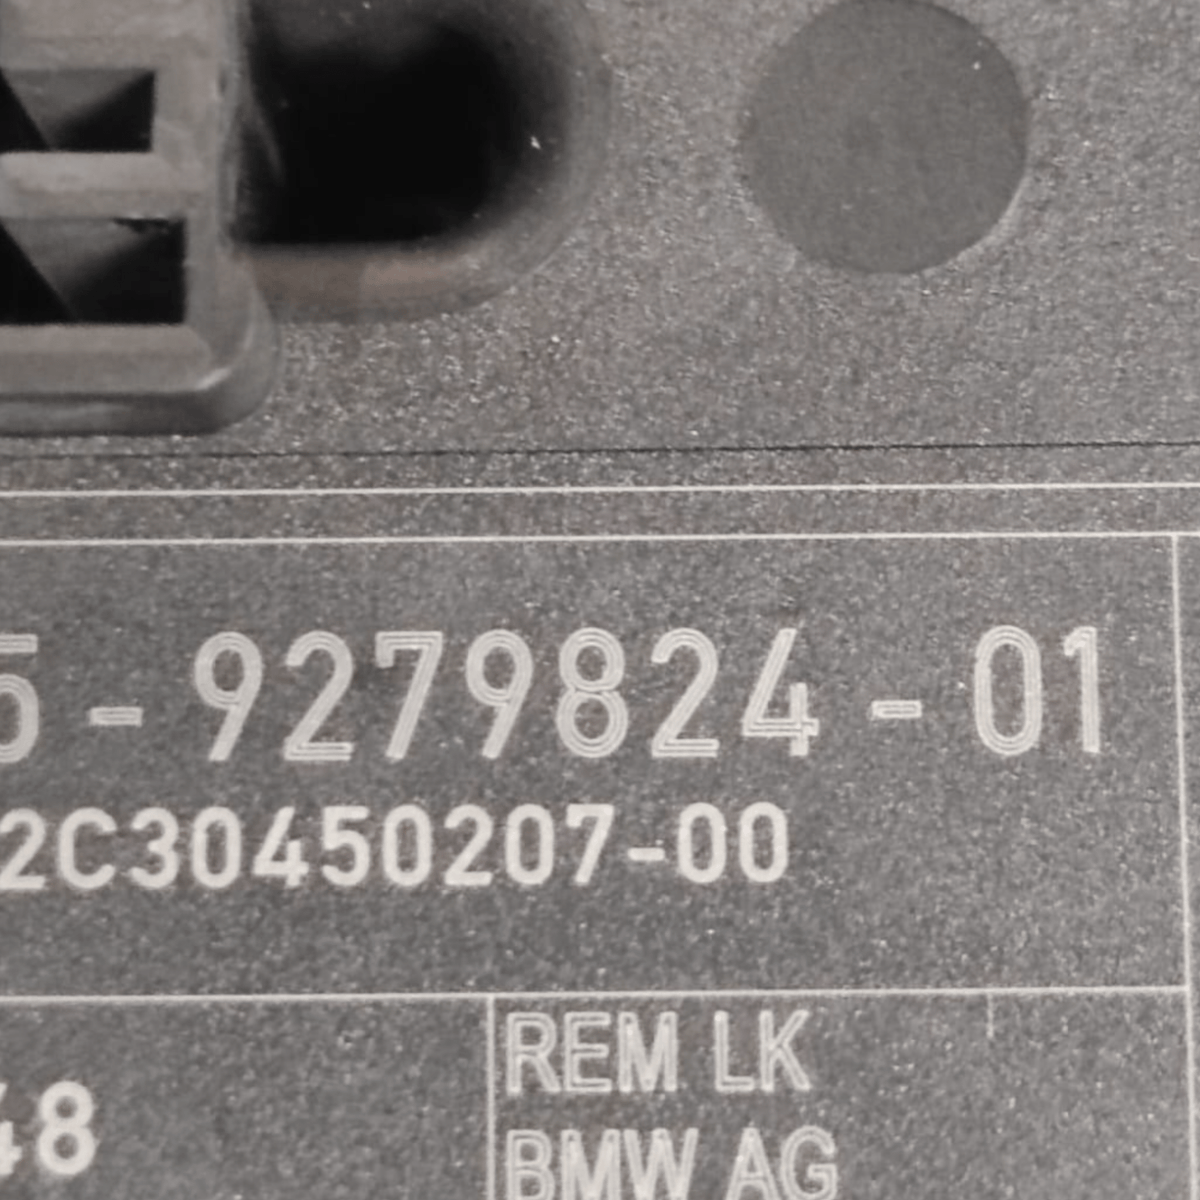 5-9279824-01
2C30450207-00
48
REM LK
BMW AG